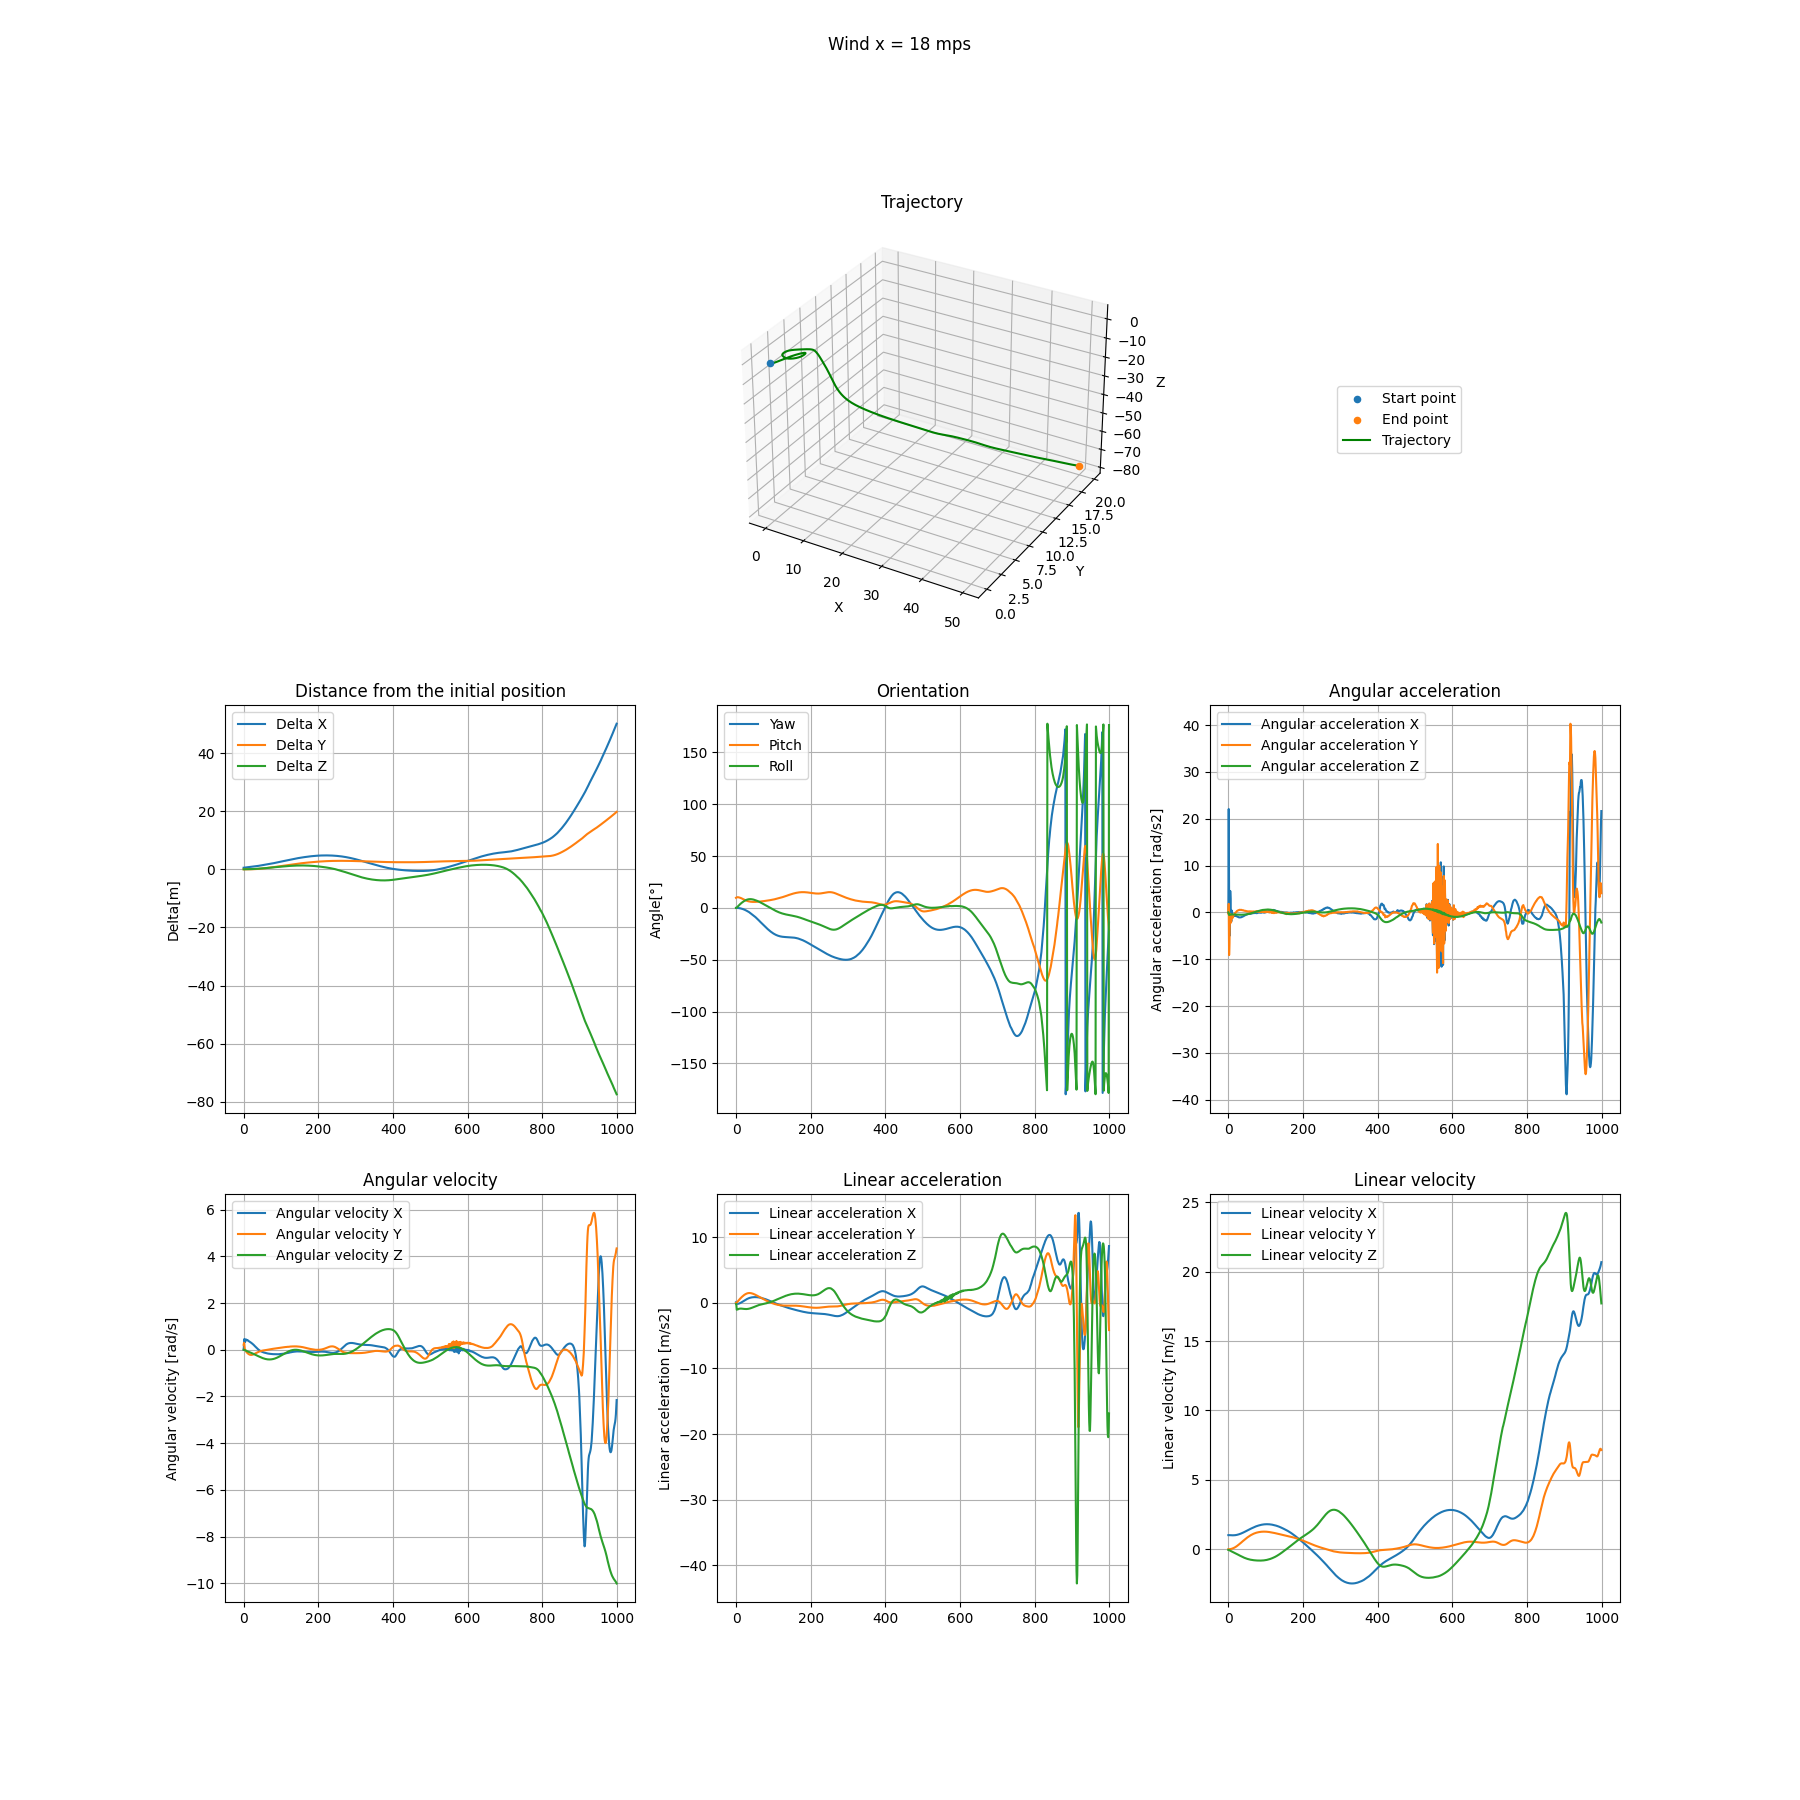 Wind x = 18 mps
Trajectory
0
−10
−20
−30
−40
−50
−60
−70
−80
Z
20.0
17.5
15.0
12.5
10.0
7.5
5.0
2.5
0.0
Y
0
10
20
30
40
50
X
Start point
End point
Trajectory
Distance from the initial position
Delta X
Delta Y
Delta Z
Delta[m]
40
20
0
−20
−40
−60
−80
0 200 400 600 800 1000
Orientation
Yaw
Pitch
Roll
Angle[°]
150
100
50
0
−50
−100
−150
0 200 400 600 800 1000
Angular acceleration
Angular acceleration X
Angular acceleration Y
Angular acceleration Z
Angular acceleration [rad/s2]
40
30
20
10
0
−10
−20
−30
−40
0 200 400 600 800 1000
Angular velocity
Angular velocity X
Angular velocity Y
Angular velocity Z
Angular velocity [rad/s]
6
4
2
0
−2
−4
−6
−8
−10
0 200 400 600 800 1000
Linear acceleration
Linear acceleration X
Linear acceleration Y
Linear acceleration Z
Linear acceleration [m/s2]
10
0
−10
−20
−30
−40
0 200 400 600 800 1000
Linear velocity
Linear velocity X
Linear velocity Y
Linear velocity Z
Linear velocity [m/s]
25
20
15
10
5
0
0 200 400 600 800 1000